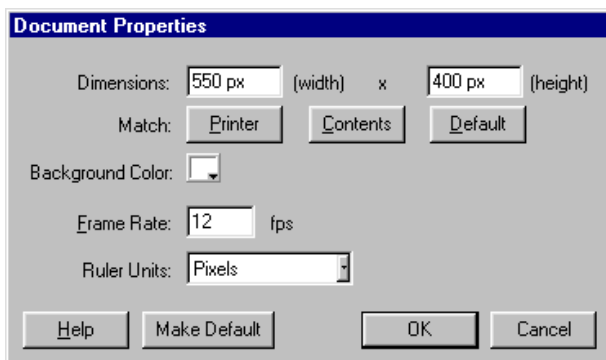 Document Properties
Dimensions: 550 px (width) x 400 px (height)
Match: Printer Contents Default
Background Color:
Frame Rate: 12 fps
Ruler Units: Pixels
Help Make Default OK Cancel